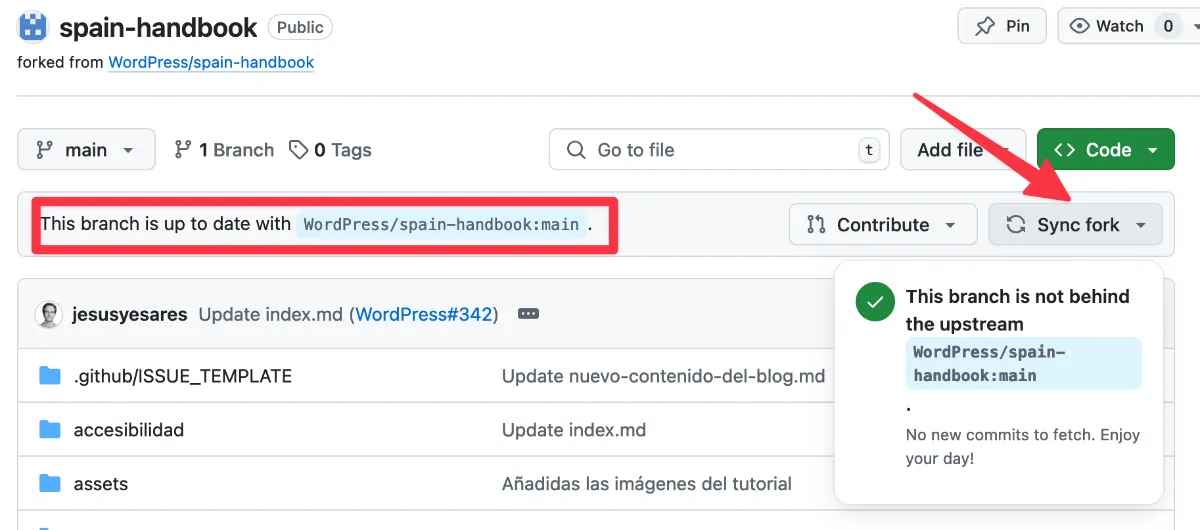 spain-handbook Public
Pin
Watch 0
forked from WordPress/spain-handbook
main
1 Branch
0 Tags
Go to file t
Add file
Code
This branch is up to date with WordPress/spain-handbook:main .
Contribute
Sync fork
This branch is not behind
the upstream
WordPress/spain-
handbook:main
.
No new commits to fetch. Enjoy
your day!
jesusyesares Update index.md (WordPress#342)
.github/ISSUE_TEMPLATE Update nuevo-contenido-del-blog.md
accesibilidad Update index.md
assets Añadidas las imágenes del tutorial